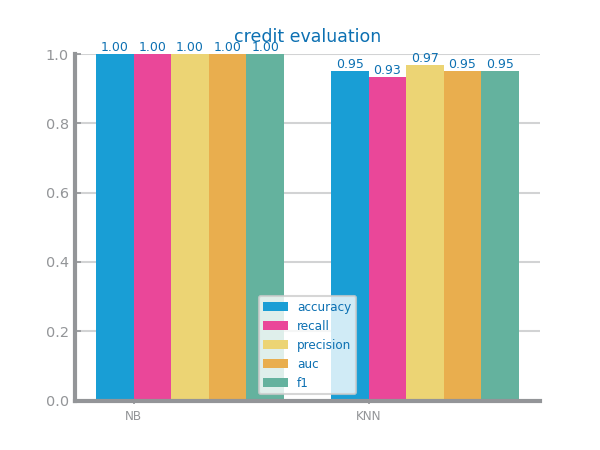 credit evaluation
1.00 1.00 1.00 1.00 1.00
0.95 0.93 0.97 0.95 0.95
1.0
0.8
0.6
0.4
0.2
0.0
accuracy
recall
precision
auc
f1
NB KNN